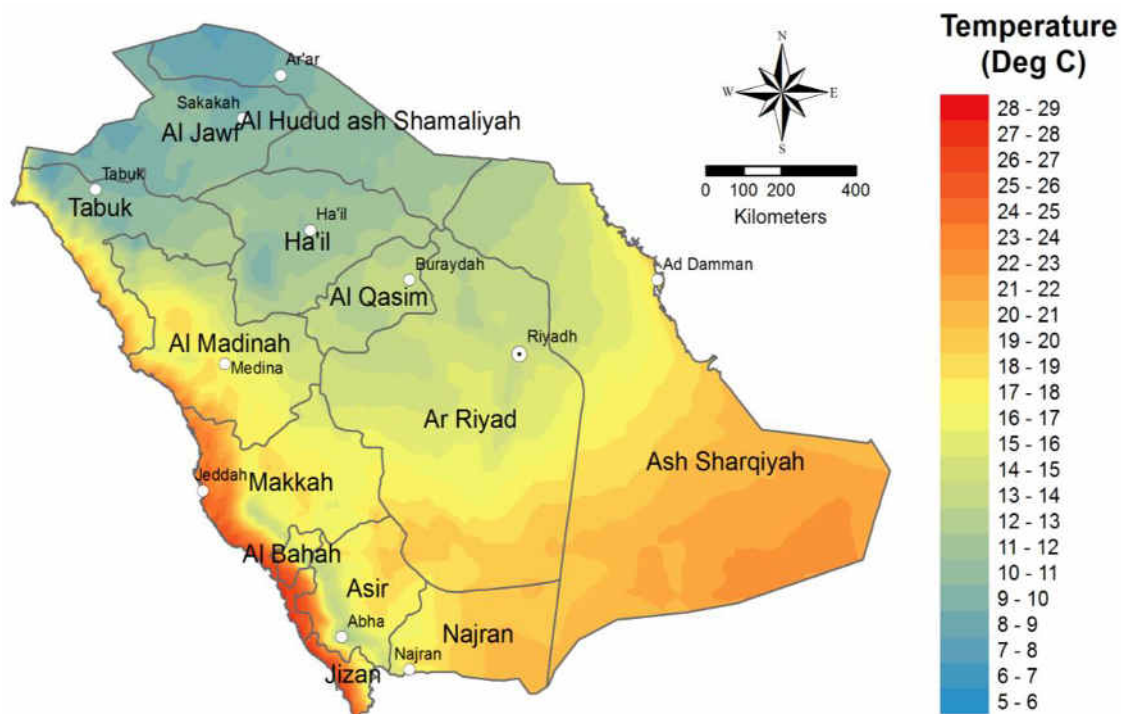 Temperature
(Deg C)
N
W E
S
0 100 200 400
Kilometers
28 - 29
27 - 28
26 - 27
25 - 26
24 - 25
23 - 24
22 - 23
21 - 22
20 - 21
19 - 20
18 - 19
17 - 18
16 - 17
15 - 16
14 - 15
13 - 14
12 - 13
11 - 12
10 - 11
9 - 10
8 - 9
7 - 8
6 - 7
5 - 6
Ar'ar
Sakakah
Al Hudud ash Shamaliyah
Al Jawf
Tabuk
Tabuk
Ha'il
Ha'il
Buraydah
Ad Damman
Al Qasim
Al Madinah
Riyadh
Medina
Ar Riyad
Ash Sharqiyah
Jeddah
Makkah
Al Bahah
Asir
Abha
Najran
Najran
Jizan